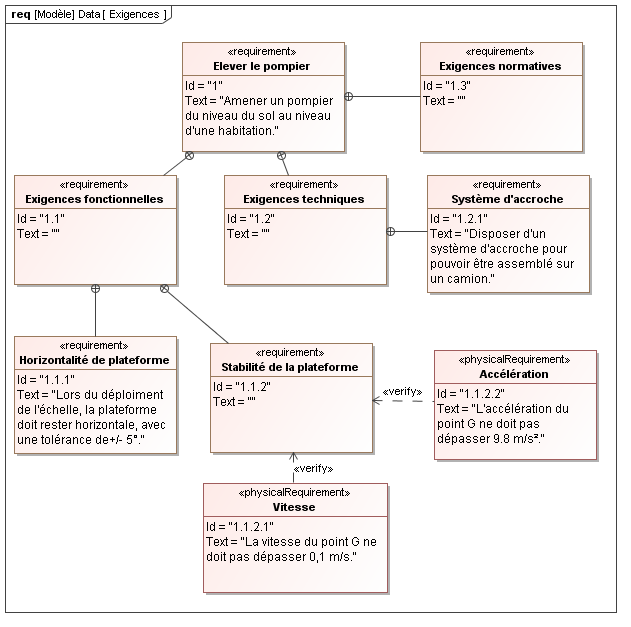 req [Modèle] Data [ Exigences ]
«requirement»
Elever le pompier
Id = "1"
Text = "Amener un pompier
du niveau du sol au niveau
d'une habitation."
«requirement»
Exigences normatives
Id = "1.3"
Text = ""
«requirement»
Exigences fonctionnelles
Id = "1.1"
Text = ""
«requirement»
Exigences techniques
Id = "1.2"
Text = ""
«requirement»
Système d'accroche
Id = "1.2.1"
Text = "Disposer d'un
système d'accroche pour
pouvoir être assemblé sur
un camion."
«requirement»
Horizontalité de plateforme
Id = "1.1.1"
Text = "Lors du déploiment
de l'échelle, la plateforme
doit rester horizontale, avec
une tolérance de+/- 5°."
«requirement»
Stabilité de la plateforme
Id = "1.1.2"
Text = ""
«verify»
«physicalRequirement»
Accélération
Id = "1.1.2.2"
Text = "L'accélération du
point G ne doit pas
dépasser 9.8 m/s²."
«verify»
«physicalRequirement»
Vitesse
Id = "1.1.2.1"
Text = "La vitesse du point G ne
doit pas dépasser 0,1 m/s."